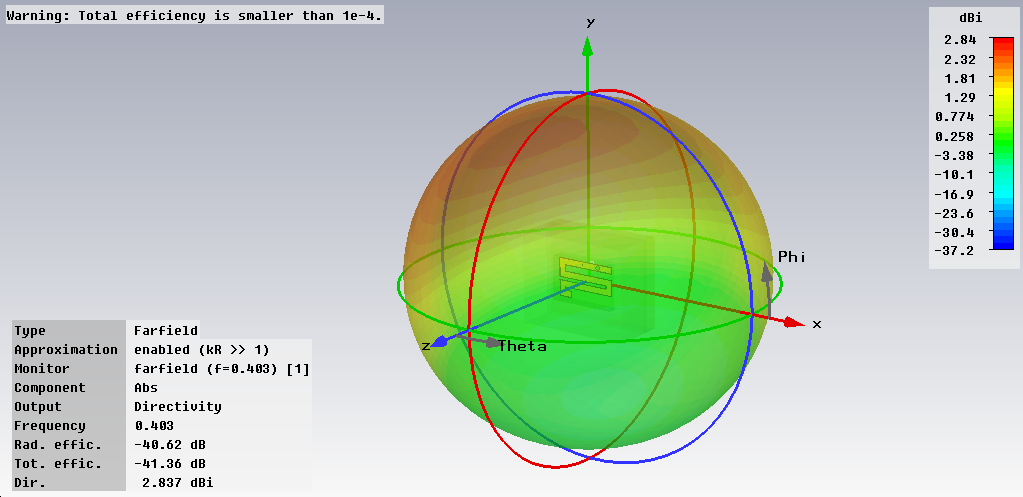 Warning: Total efficiency is smaller than 1e-4.
y
dBi
2.84
2.32
1.81
1.29
0.774
0.258
-3.38
-10.1
-16.9
-23.6
-30.4
-37.2
Phi
x
z
Theta
Type Farfield
Approximation enabled (kR >> 1)
Monitor farfield (f=0.403) [1]
Component Abs
Output Directivity
Frequency 0.403
Rad. effic. -40.62 dB
Tot. effic. -41.36 dB
Dir. 2.837 dBi